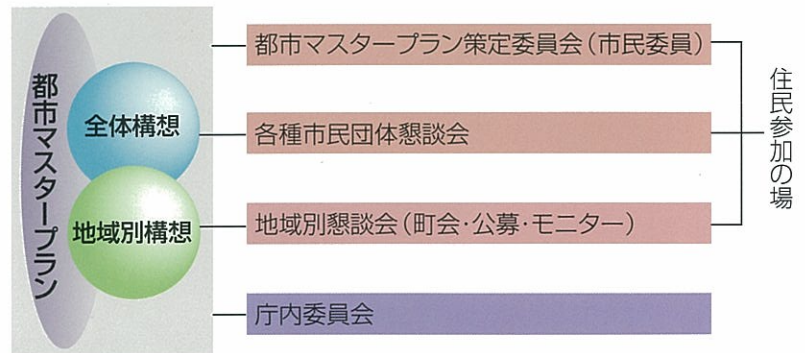 都市マスタープラン
全体構想
地域別構想
都市マスタープラン策定委員会(市民委員)
各種市民団体懇談会
地域別懇談会(町会・公募・モニター)
庁内委員会
住民参加の場